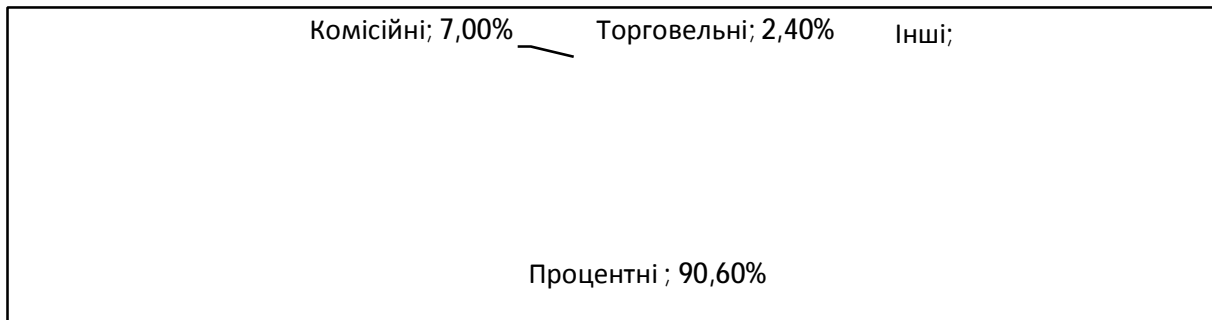 Комісійні; 7,00% Торговельні; 2,40% Інші;
Процентні ; 90,60%